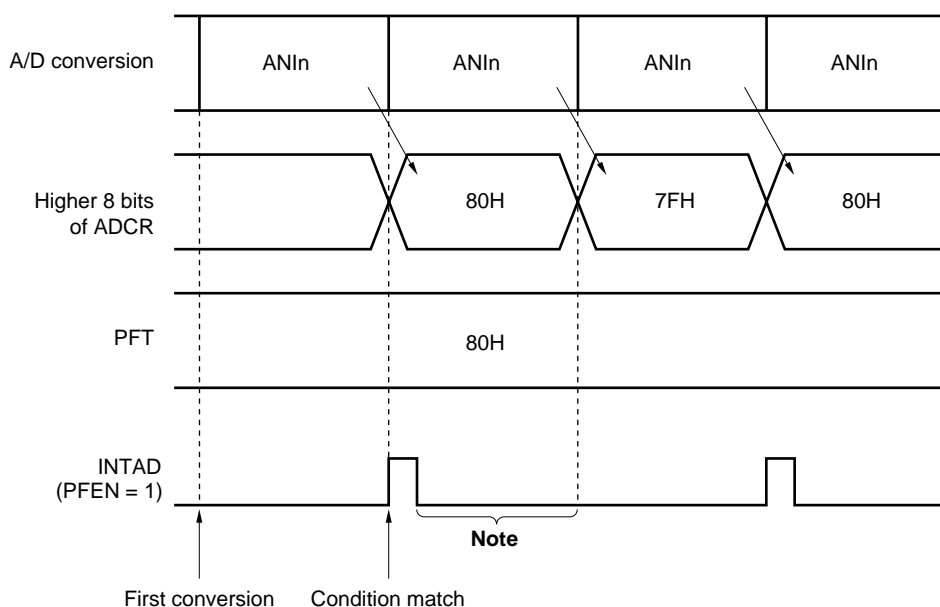 A/D conversion
ANIn
ANIn
ANIn
ANIn
Higher 8 bits
of ADCR
80H
7FH
80H
PFT
80H
INTAD
(PFEN = 1)
Note
First conversion
Condition match